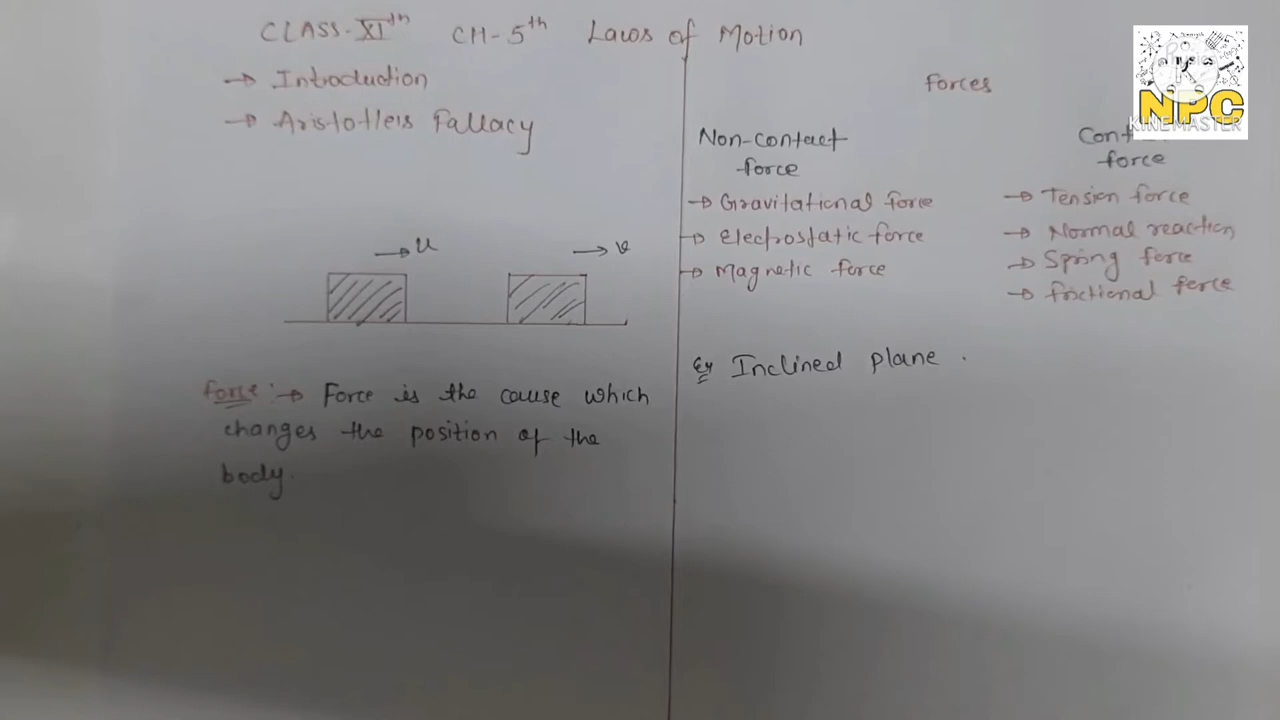 CLASS-XIth CH-5th Laws of Motion
→ Introduction
→ Aristotleis Fallacy
→ u
→ v
Force :→ Force is the cause which
changes the position of the
body.
Forces
Non-contact
force
→ Gravitational force
→ Electrostatic force
→ Magnetic force
force
→ Tension force
→ Normal reaction
→ Spring force
→ frictional force
Ex Inclined plane .
NPC
KINEMASTER